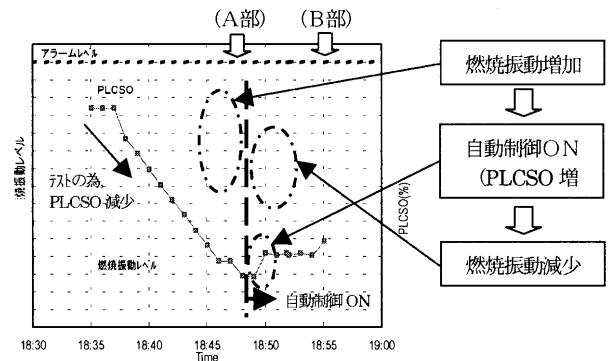 (A部)
(B部)
アラームレベル
PLCSO
テストの為,
PLCSO 減少
燃焼振動レベル
燃焼振動レベル
PLCSO(%)
自動制御 ON
18:30
18:35
18:40
18:45
18:50
18:55
19:00
Time
燃焼振動増加
自動制御ON
(PLCSO 増
燃焼振動減少